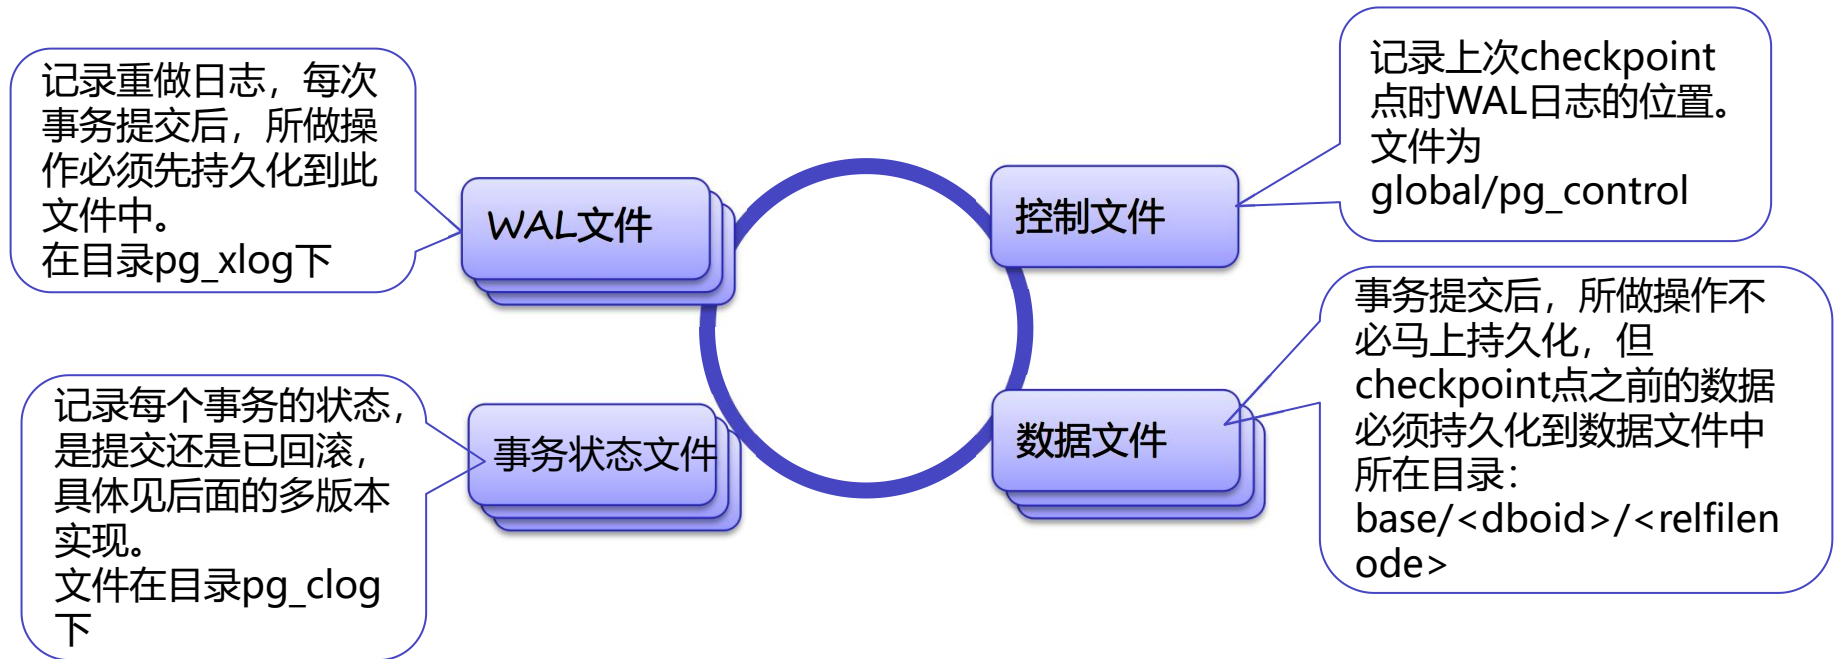 记录重做日志，每次
事务提交后，所做操
作必须先持久化到此
文件中。
在目录pg_xlog下
WAL文件
控制文件
记录上次checkpoint
点时WAL日志的位置。
文件为
global/pg_control
记录每个事务的状态，
是提交还是已回滚，
具体见后面的多版本
实现。
文件在目录pg_clog
下
事务状态文件
数据文件
事务提交后，所做操作不
必马上持久化，但
checkpoint点之前的数据
必须持久化到数据文件中
所在目录：
base/<dboid>/<relfilen
ode>